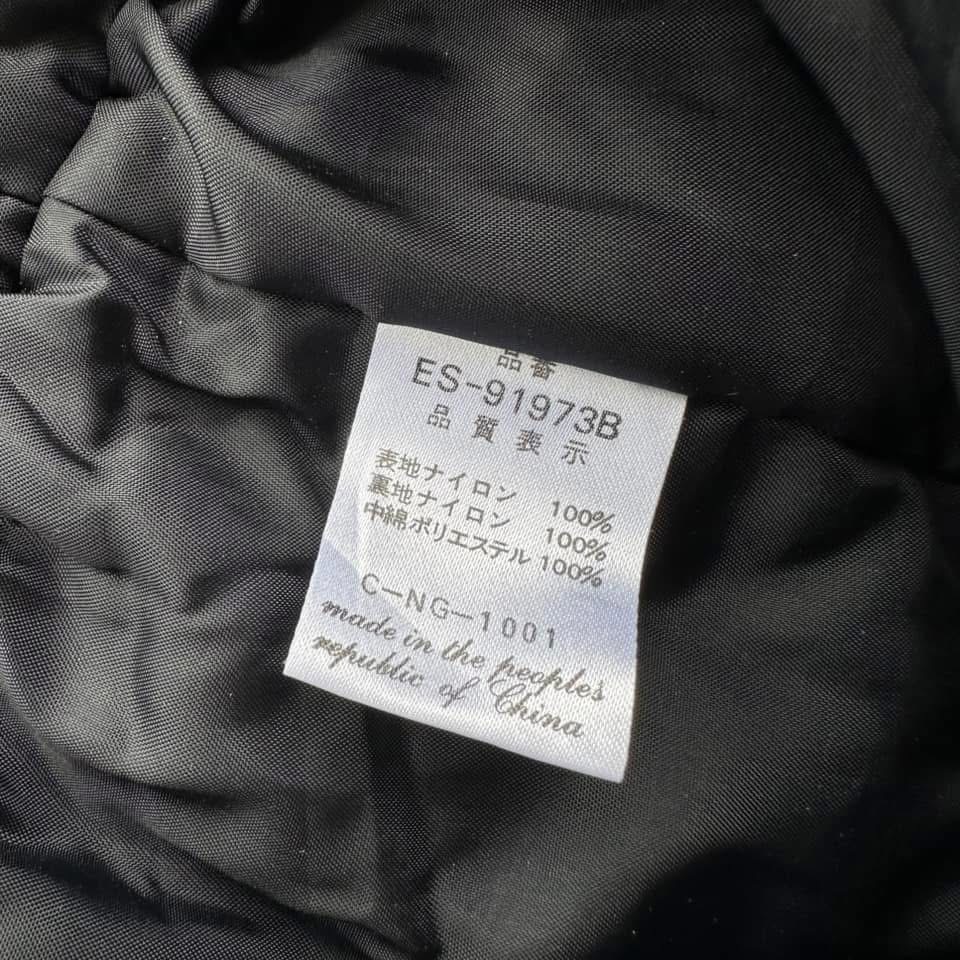 品番
ES-91973B
品質表示
表地ナイロン 100%
裏地ナイロン 100%
中綿ポリエステル 100%
C-NG-1001
made in the people's
republic of China